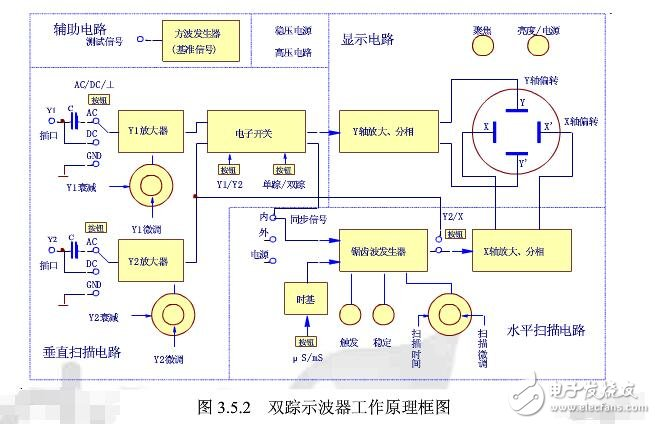 辅助电路
测试信号
方波发生器
(基准信号)
稳压电源
高压电路
显示电路
聚焦
亮度/电源
AC/DC/⊥
按钮
Y1
插口
C
AC
DC
GND
Y1放大器
Y1衰减
Y1微调
电子开关
按钮
Y1/Y2
按钮
单踪/双踪
Y轴放大、分相
Y轴偏转
X轴偏转
Y
X
X'
Y'
Y2
插口
C
按钮
AC
DC
GND
Y2放大器
Y2衰减
Y2微调
垂直扫描电路
内
同步信号
外
电源
锯齿波发生器
Y2/X
按钮
X轴放大、分相
时基
按钮
μS/mS
触发
稳定
扫描时间
扫描微调
水平扫描电路
图 3.5.2 双踪示波器工作原理框图
电子发烧友
www.elecfans.com